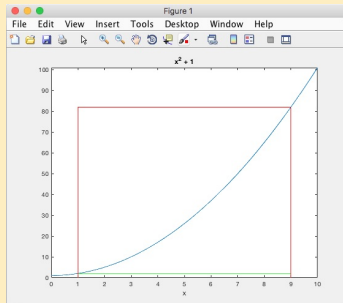 Figure 1
File Edit View Insert Tools Desktop Window Help
x² + 1
100
90
80
70
60
50
40
30
20
10
0
0 1 2 3 4 5 6 7 8 9 10
x